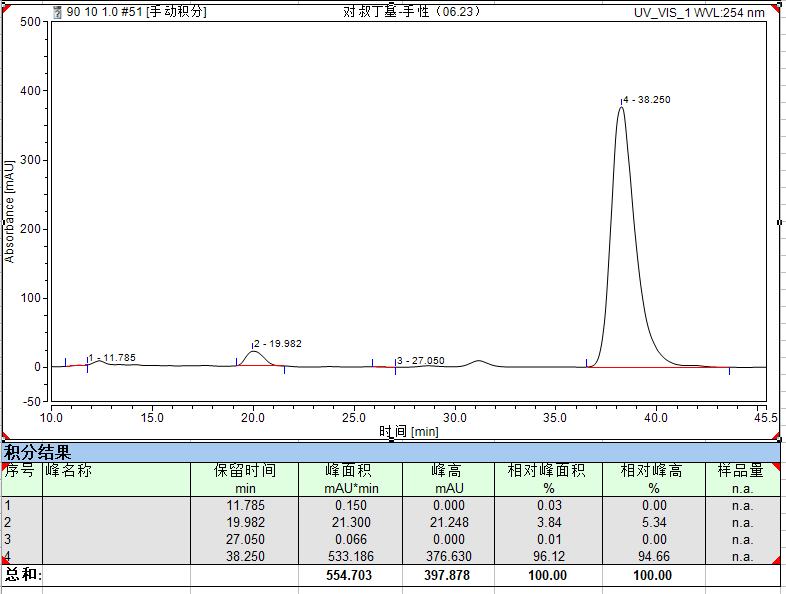 90 10 1.0 #51 [手动积分] 对叔丁基-手性（06.23） UV_VIS_1 WVL:254 nm
500
400
300
200
100
0
-50
Absorbance [mAU]
1 - 11.785
2 - 19.982
3 - 27.050
4 - 38.250
10.0 15.0 20.0 25.0 30.0 35.0 40.0 45.5
时间 [min]
积分结果
序号 峰名称 保留时间 峰面积 峰高 相对峰面积 相对峰高 样品量
min mAU*min mAU % % n.a.
1 11.785 0.150 0.000 0.03 0.00 n.a.
2 19.982 21.300 21.248 3.84 5.34 n.a.
3 27.050 0.066 0.000 0.01 0.00 n.a.
4 38.250 533.186 376.630 96.12 94.66 n.a.
总和: 554.703 397.878 100.00 100.00